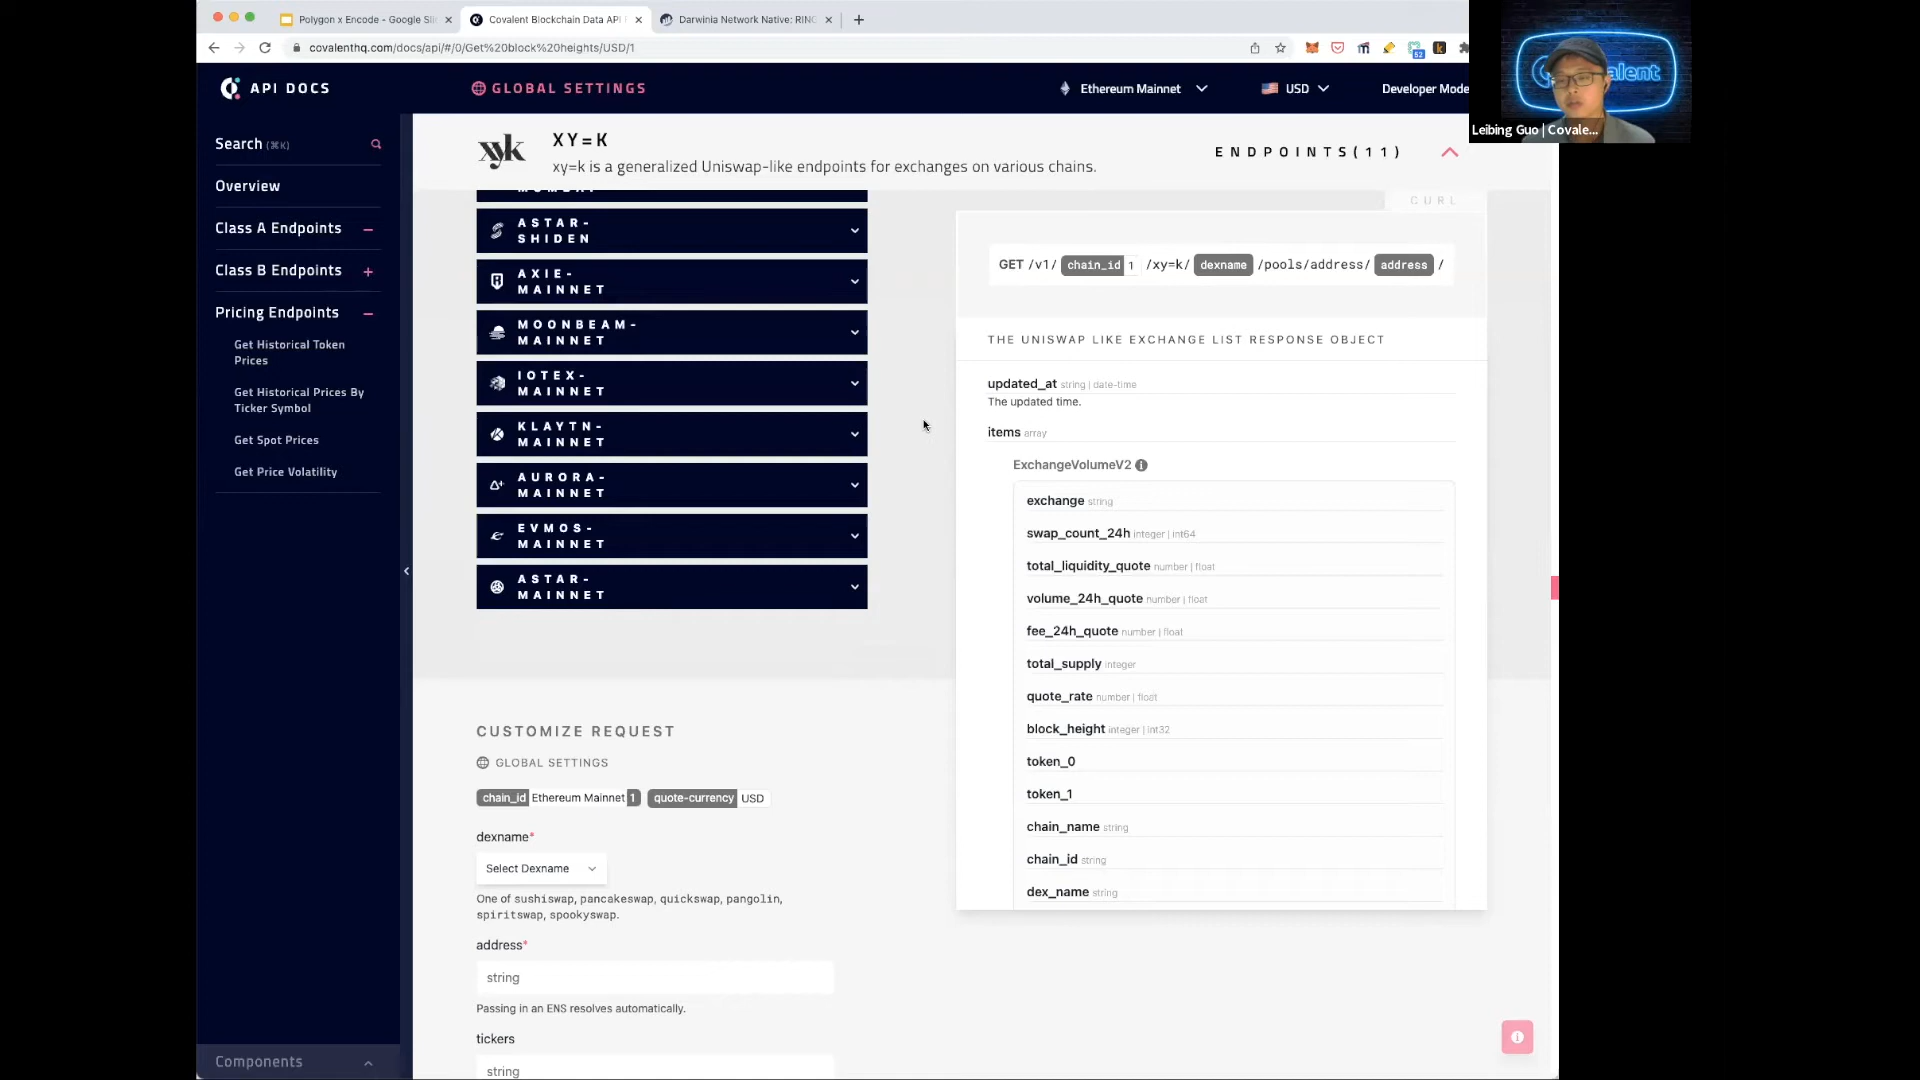 Polygon x Encode - Google Sli
Covalent Blockchain Data API
Darwinia Network Native: RING
covalenthq.com/docs/api/#/0/Get%20block%20heights/USD/1
52
API DOCS
GLOBAL SETTINGS
Ethereum Mainnet
USD
Developer Mode
Covalent
Leibing Guo | Covale...
Search (⌘K)
Overview
Class A Endpoints
Class B Endpoints
Pricing Endpoints
Get Historical Token
Prices
Get Historical Prices By
Ticker Symbol
Get Spot Prices
Get Price Volatility
Components
xyk
XY=K
xy=k is a generalized Uniswap-like endpoints for exchanges on various chains.
ENDPOINTS(11)
MUMBAI
ASTAR-
SHIDEN
AXIE-
MAINNET
MOONBEAM-
MAINNET
IOTEX-
MAINNET
KLAYTN-
MAINNET
AURORA-
MAINNET
EVMOS-
MAINNET
ASTAR-
MAINNET
CUSTOMIZE REQUEST
GLOBAL SETTINGS
chain_id Ethereum Mainnet 1 quote-currency USD
dexname*
Select Dexname
One of sushiswap, pancakeswap, quickswap, pangolin,
spiritswap, spookyswap.
address*
string
Passing in an ENS resolves automatically.
tickers
string
CURL
GET /v1/ chain_id 1 /xy=k/ dexname /pools/address/ address /
THE UNISWAP LIKE EXCHANGE LIST RESPONSE OBJECT
updated_at string | date-time
The updated time.
items array
ExchangeVolumeV2
exchange string
swap_count_24h integer | int64
total_liquidity_quote number | float
volume_24h_quote number | float
fee_24h_quote number | float
total_supply integer
quote_rate number | float
block_height integer | int32
token_0
token_1
chain_name string
chain_id string
dex_name string